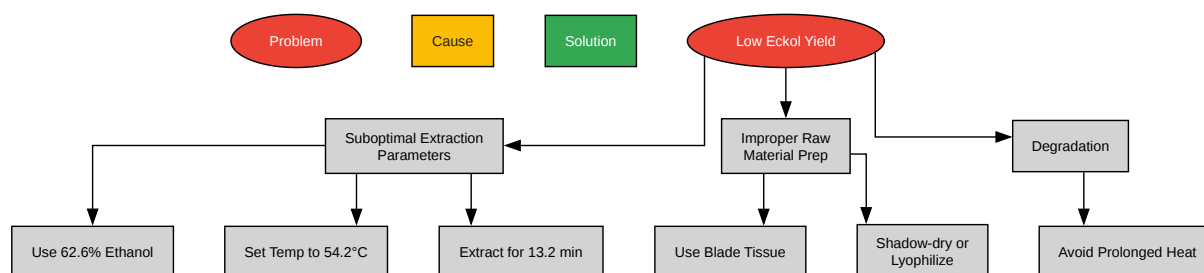 Problem
Cause
Solution
Low Eckol Yield
Suboptimal Extraction
Parameters
Improper Raw
Material Prep
Degradation
Use 62.6% Ethanol
Set Temp to 54.2°C
Extract for 13.2 min
Use Blade Tissue
Shadow-dry or
Lyophilize
Avoid Prolonged Heat